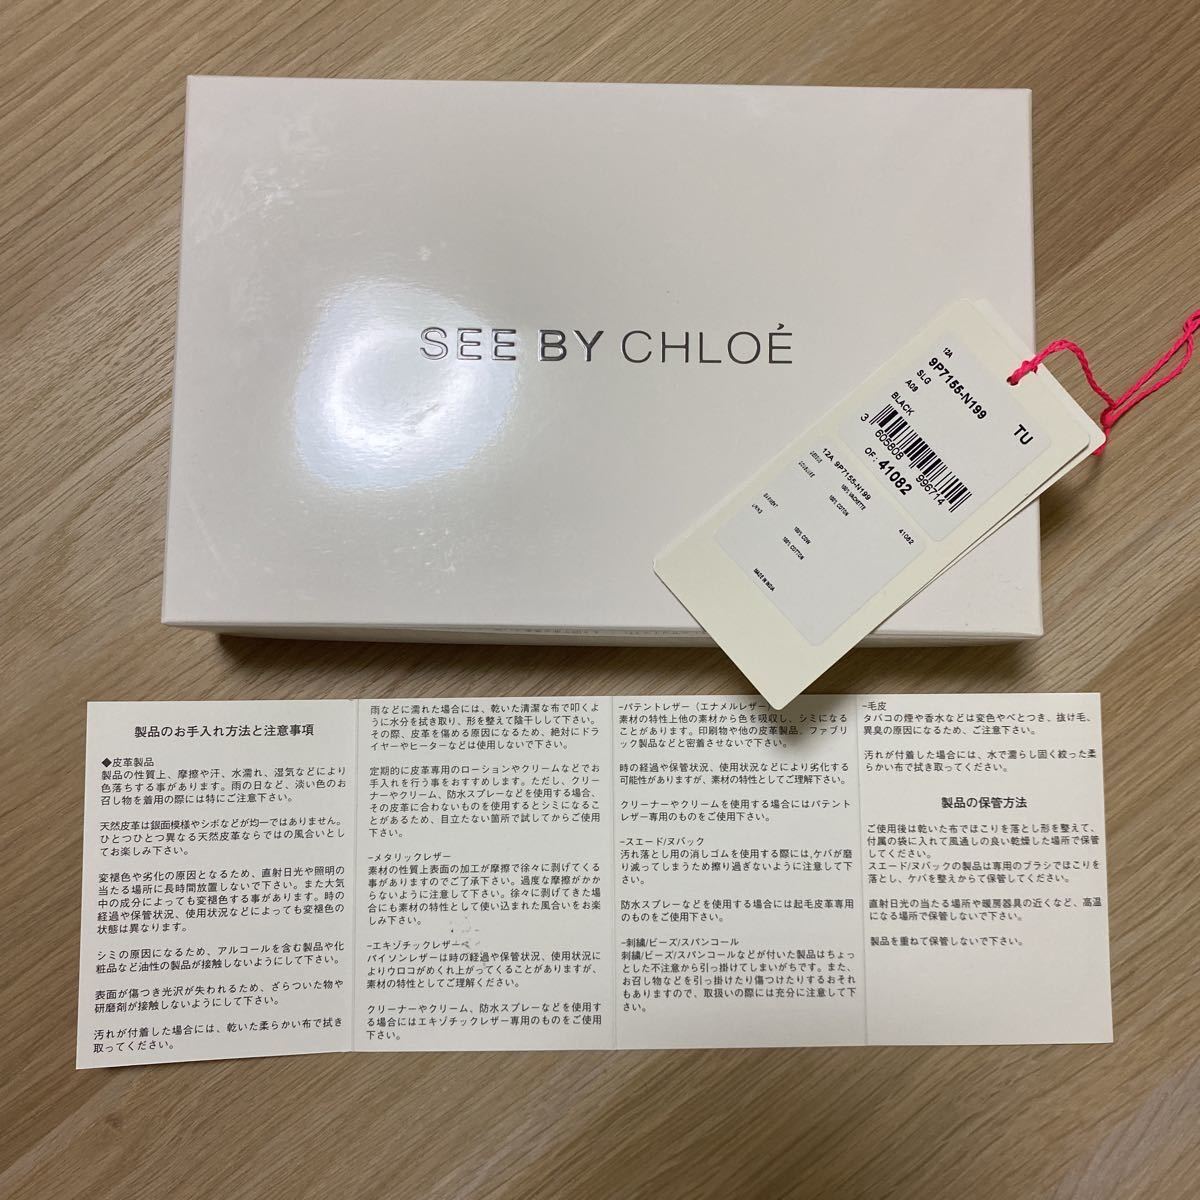 SEE BY CHLOÉ
12A
9P7155-N199
SLG
TU
A09
BLACK
3 605808 996714
OF: 41082
12A 9P7155-N199
41082
100% VACHETTE
100% COTON
100% COW
100% COTTON
MADE IN INDIA
製品のお手入れ方法と注意事項
◆皮革製品
製品の性質上、摩擦や汗、水濡れ、湿気などにより
色落ちする事があります。雨の日など、淡い色のお
召し物を着用の際には特にご注意下さい。
天然皮革は銀面模様やシボなどが均一ではありません。
ひとつひとつ異なる天然皮革ならではの風合いとし
てお楽しみ下さい。
変褪色や劣化の原因となるため、直射日光や照明の
当たる場所に長時間放置しないで下さい。また大気
中の成分によっても変褪色する事があります。時の
経過や保管状況、使用状況などによっても変褪色の
状態は異なります。
シミの原因になるため、アルコールを含む製品や化
粧品など油性の製品が接触しないようにして下さい。
表面が傷つき光沢が失われるため、ざらついた物や
研磨剤が接触しないようにして下さい。
汚れが付着した場合には、乾いた柔らかい布で拭き
取ってください。
雨などに濡れた場合には、乾いた清潔な布で叩くよ
うに水分を拭き取り、形を整えて陰干しして下さい。
その際、皮革を傷める原因になるため、絶対にドラ
イヤーやヒーターなどは使用しないで下さい。
定期的に皮革専用のローションやクリームなどでお
手入れを行う事をおすすめします。ただし、クリー
ナーやクリーム、防水スプレーなどを使用する場合、
その皮革に合わないものを使用するとシミになるこ
とがあるため、目立たない箇所で試してからご使用
下さい。
−メタリックレザー
素材の性質上表面の加工が摩擦で徐々に剥げてくる
事がありますのでご了承下さい。過度な摩擦がかか
らないように注意して下さい。徐々に剥げてきた場
合にも素材の特性として使い込まれた風合いをお楽
しみ下さい。
−エキゾチックレザー
パイソンレザーは時の経過や保管状況、使用状況に
よりウロコがめくれ上がってくることがありますが、
素材の特性としてご理解ください。
クリーナーやクリーム、防水スプレーなどを使用す
る場合にはエキゾチックレザー専用のものをご使用
下さい。
−パテントレザー（エナメルレザー）
素材の特性上他の素材から色を吸収し、シミになる
ことがあります。印刷物や他の皮革製品、ファブリ
ック製品などと密着させないで下さい。
時の経過や保管状況、使用状況などにより劣化する
可能性がありますが、素材の特性としてご理解下さい。
クリーナーやクリームを使用する場合にはパテント
レザー専用のものをご使用下さい。
−スエード/ヌバック
汚れ落とし用の消しゴムを使用する際には,ケバが磨
り減ってしまうため擦り過ぎないように注意して下
さい。
防水スプレーなどを使用する場合には起毛皮革専用
のものをご使用下さい。
−刺繍/ビーズ/スパンコール
刺繍/ビーズ/スパンコールなどが付いた製品はちょっ
とした不注意から引っ掛けてしまいがちです。また、
お召し物などを引っ掛けたり傷つけたりするおそれ
もありますので、取扱いの際には充分に注意して下
さい。
−毛皮
タバコの煙や香水などは変色やべとつき、抜け毛、
異臭の原因になるため、ご注意下さい。
汚れが付着した場合には、水で濡らし固く絞った柔
らかい布で拭き取ってください。
製品の保管方法
ご使用後は乾いた布でほこりを落とし形を整えて、
付属の袋に入れて風通しの良い乾燥した場所で保管
してください。
スエード/ヌバックの製品は専用のブラシでほこりを
落とし、ケバを整えから保管してください。
直射日光の当たる場所や暖房器具の近くなど、高温
になる場所で保管しないで下さい。
製品を重ねて保管しないで下さい。